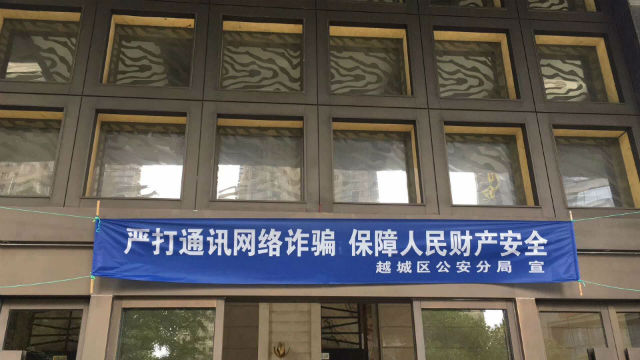 严打通讯网络诈骗 保障人民财产安全
越城区公安分局 宣